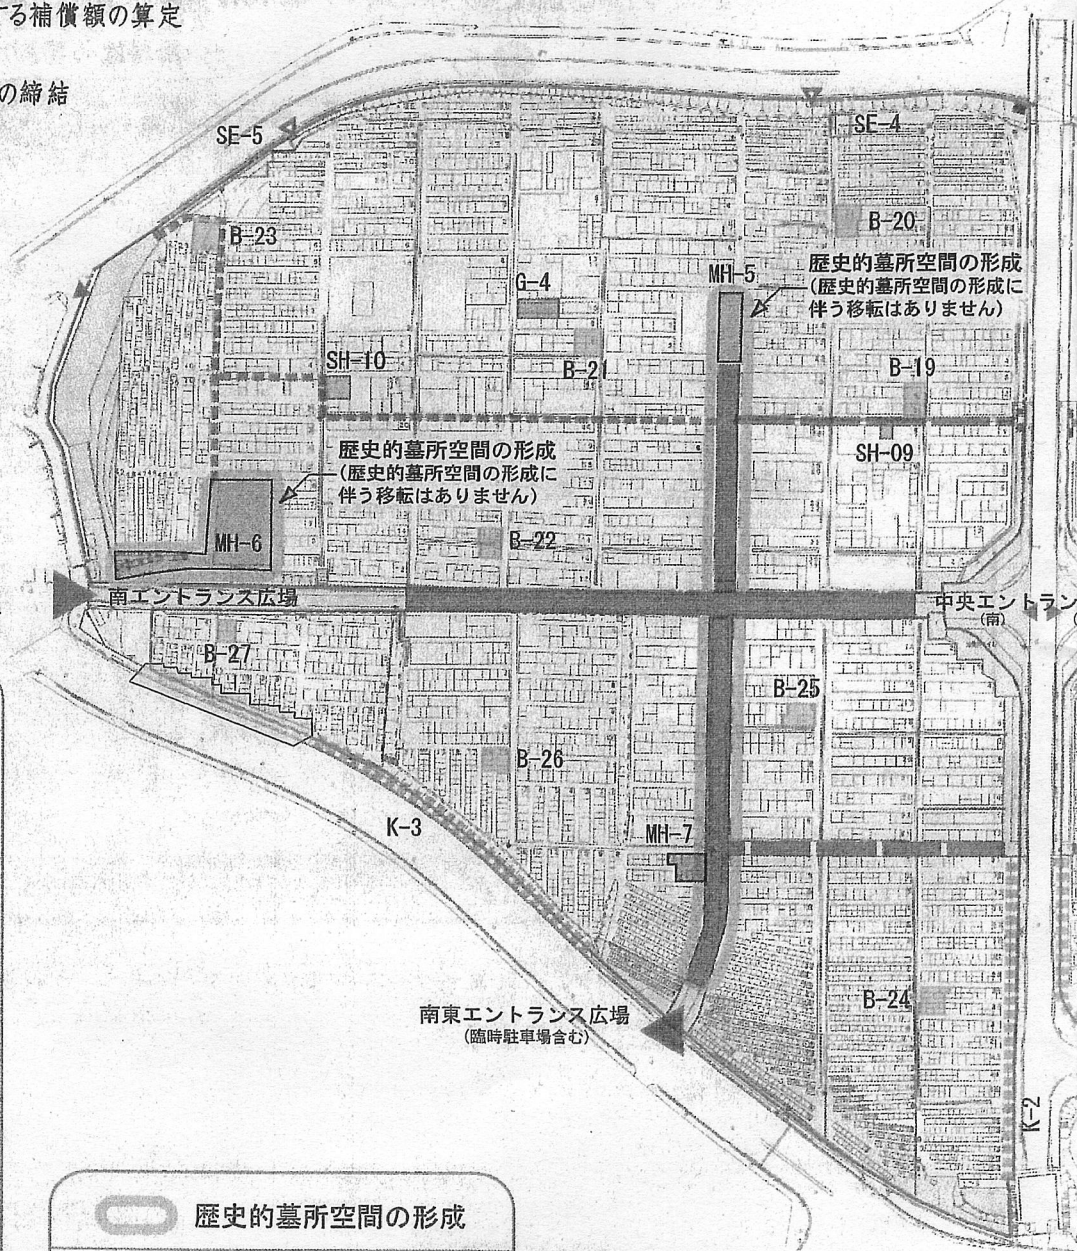 する補償額の算定
の締結
SE-5
SE-4
B-23
B-20
歴史的墓所空間の形成
(歴史的墓所空間の形成に
伴う移転はありません)
MH-5
G-4
SH-10
B-21
B-19
SH-09
歴史的墓所空間の形成
(歴史的墓所空間の形成に
伴う移転はありません)
MH-6
B-22
南エントランス広場
中央エントラン
(南)
B-27
B-25
B-26
K-3
MH-7
B-24
南東エントランス広場
(臨時駐車場含む)
K-2
歴史的墓所空間の形成